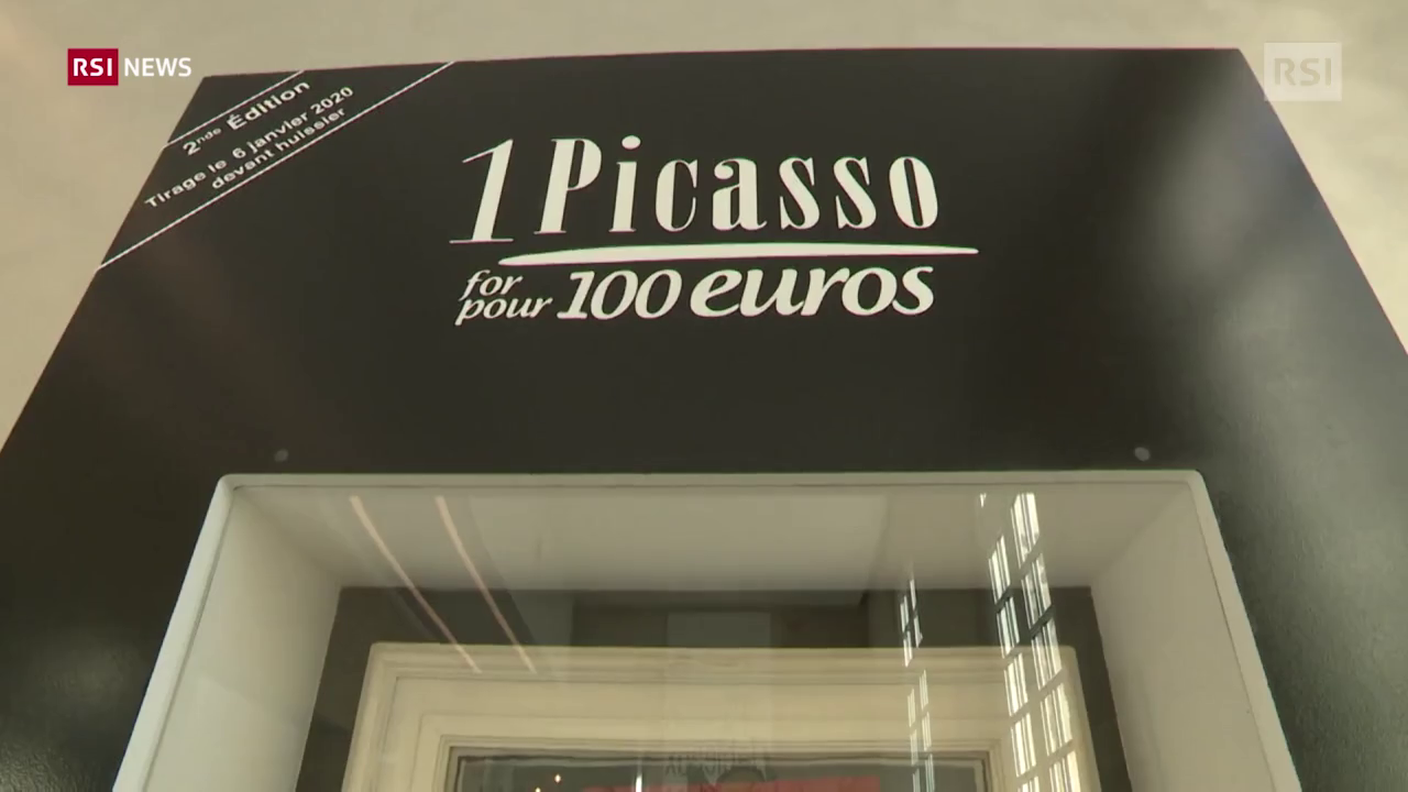 RSI NEWS
RSI
2nde Édition
Tirage le 6 janvier 2020
devant huissier
1 Picasso
for
pour 100 euros